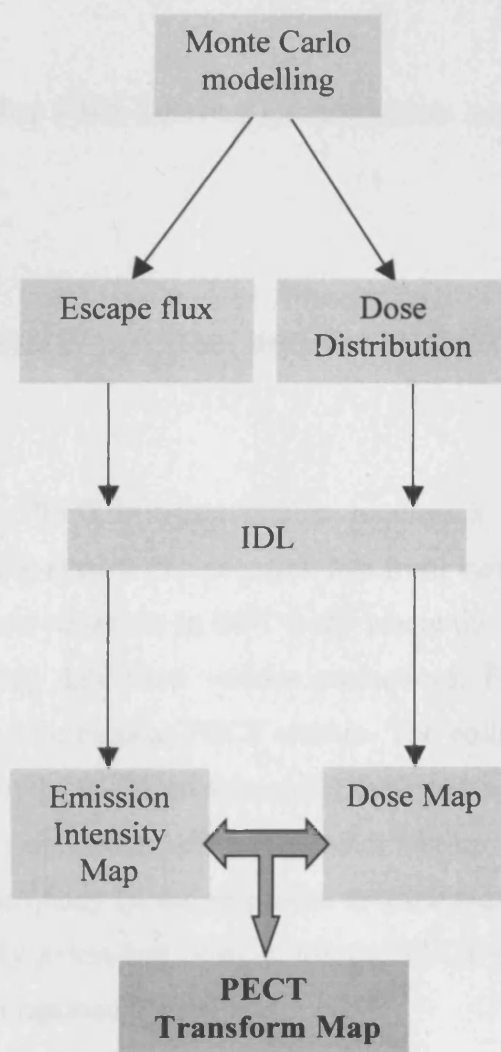 Monte Carlo
modelling
Escape flux
Dose
Distribution
IDL
Emission
Intensity
Map
Dose Map
PECT
Transform Map